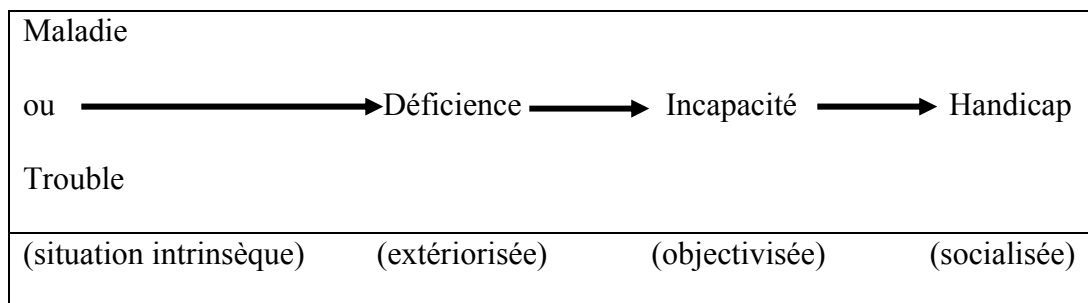 Maladie
ou Déficience Incapacité Handicap
Trouble
(situation intrinsèque) (extériorisée) (objectivisée) (socialisée)